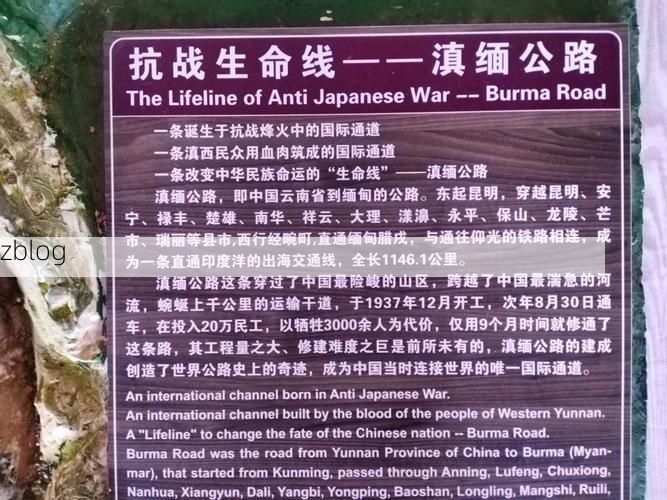 抗战生命线——滇缅公路
The Lifeline of Anti Japanese War -- Burma Road
一条诞生于抗战烽火中的国际通道
一条滇西民众用血肉筑成的国际通道
一条改变中华民族命运的“生命线”——滇缅公路
滇缅公路，即中国云南省到缅甸的公路。东起昆明，穿越昆明、安
宁、禄丰、楚雄、南华、祥云、大理、漾濞、永平、保山、龙陵、芒
市、瑞丽等县市,西行经畹町,直通缅甸腊戌，与通往仰光的铁路相连，成
zblog
为一条直通印度洋的出海交通线，全长1146.1公里。
滇缅公路这条穿过了中国最险峻的山区，跨越了中国最湍急的河
流，蜿蜒上千公里的运输干道，于1937年12月开工，次年8月30日通
车，在投入20万民工，以牺牲3000余人为代价，仅用9个月时间就修通了
这条路，其工程量之大、修建难度之巨是前所未有的，滇缅公路的建成
创造了世界公路史上的奇迹，成为中国当时连接世界的唯一国际通道。
An international channel born in Anti Japanese War.
An international channel built by the blood of the people of Western Yunnan.
A "Lifeline" to change the fate of the Chinese nation -- Burma Road.
Burma Road was the road from Yunnan Province of China to Burma (Myan-
mar), that started from Kunming, passed through Anning, Lufeng, Chuxiong,
Nanhua, Xiangyun, Dali, Yangbi, Yongping, Baoshan, Longling, Mangshi, Ruili,